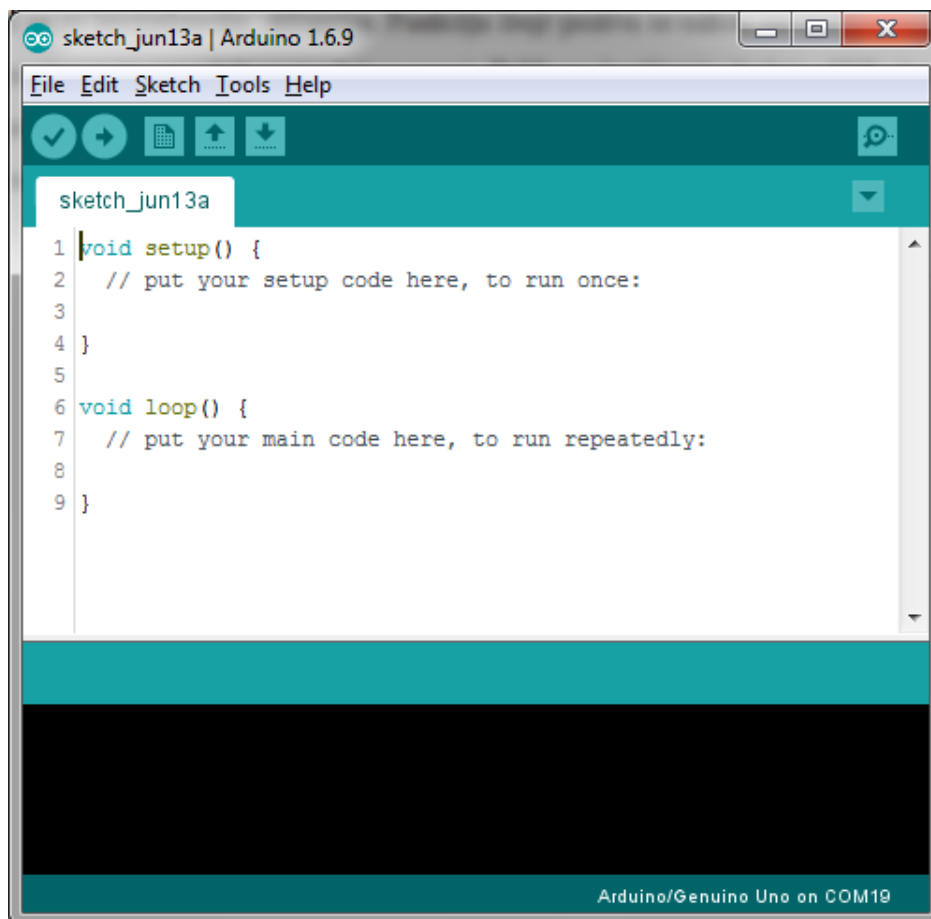 sketch_jun13a | Arduino 1.6.9
File Edit Sketch Tools Help
sketch_jun13a
1 void setup() {
2   // put your setup code here, to run once:
3
4 }
5
6 void loop() {
7   // put your main code here, to run repeatedly:
8
9 }
Arduino/Genuino Uno on COM19